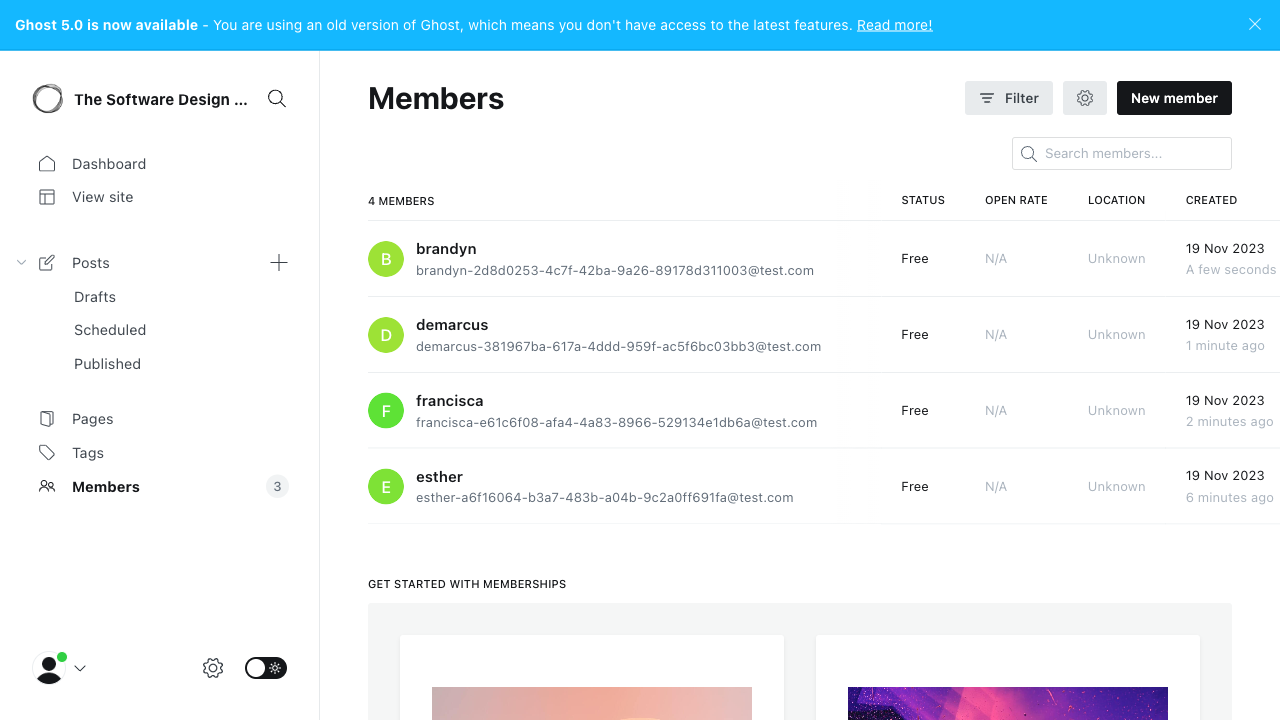 Ghost 5.0 is now available - You are using an old version of Ghost, which means you don't have access to the latest features. Read more!
The Software Design ...
Dashboard
View site
Posts
Drafts
Scheduled
Published
Pages
Tags
Members 3
Members
Filter
New member
Search members...
4 MEMBERS STATUS OPEN RATE LOCATION CREATED
B
brandyn
brandyn-2d8d0253-4c7f-42ba-9a26-89178d311003@test.com
Free N/A Unknown
19 Nov 2023
A few seconds
D
demarcus
demarcus-381967ba-617a-4ddd-959f-ac5f6bc03bb3@test.com
Free N/A Unknown
19 Nov 2023
1 minute ago
F
francisca
francisca-e61c6f08-afa4-4a83-8966-529134e1db6a@test.com
Free N/A Unknown
19 Nov 2023
2 minutes ago
E
esther
esther-a6f16064-b3a7-483b-a04b-9c2a0ff691fa@test.com
Free N/A Unknown
19 Nov 2023
6 minutes ago
GET STARTED WITH MEMBERSHIPS